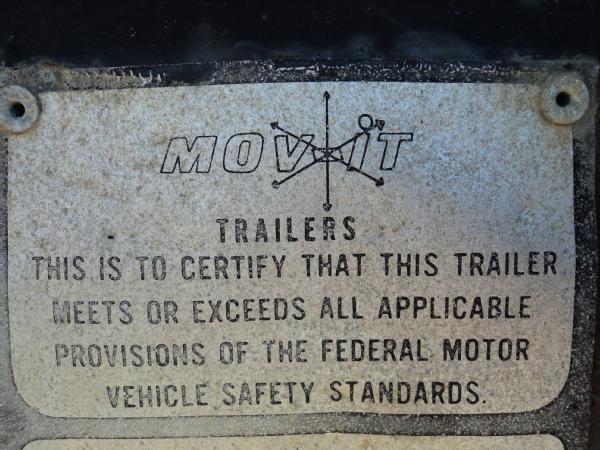 MOV-IT
TRAILERS
THIS IS TO CERTIFY THAT THIS TRAILER
MEETS OR EXCEEDS ALL APPLICABLE
PROVISIONS OF THE FEDERAL MOTOR
VEHICLE SAFETY STANDARDS.